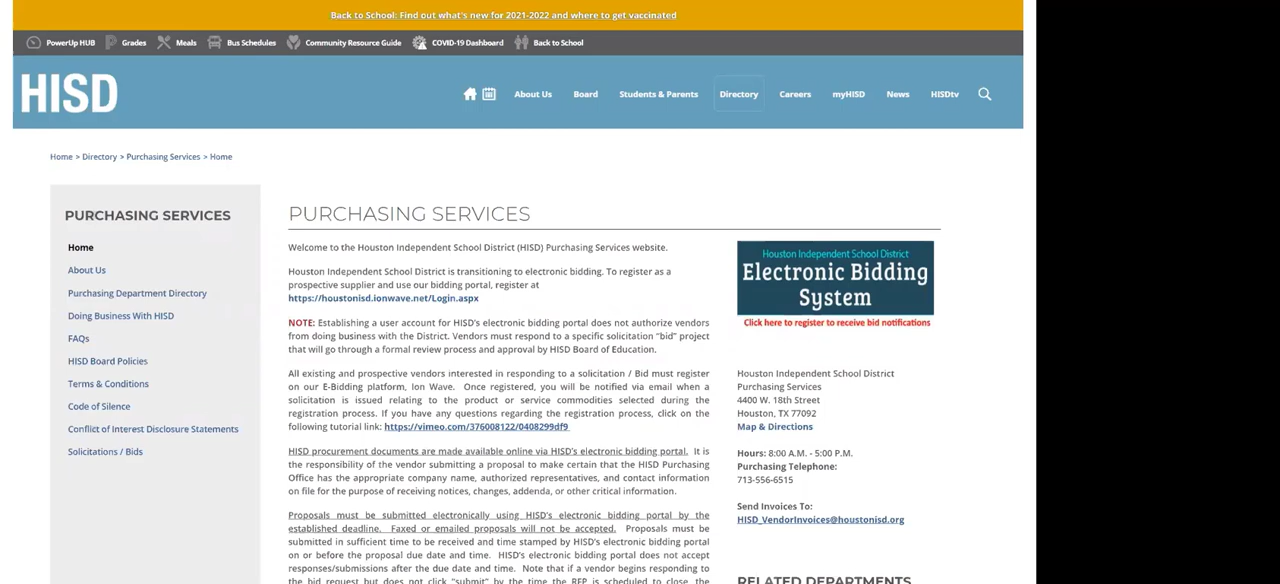 Back to School: Find out what's new for 2021-2022 and where to get vaccinated
PowerUp HUB Grades Meals Bus Schedules Community Resource Guide COVID-19 Dashboard Back to School
HISD
About Us Board Students & Parents Directory Careers myHISD News HISDtv
Home > Directory > Purchasing Services > Home
PURCHASING SERVICES
Home
About Us
Purchasing Department Directory
Doing Business With HISD
FAQs
HISD Board Policies
Terms & Conditions
Code of Silence
Conflict of Interest Disclosure Statements
Solicitations / Bids
PURCHASING SERVICES
Welcome to the Houston Independent School District (HISD) Purchasing Services website.
Houston Independent School District is transitioning to electronic bidding. To register as a
prospective supplier and use our bidding portal, register at
https://houstonisd.ionwave.net/Login.aspx
NOTE: Establishing a user account for HISD's electronic bidding portal does not authorize vendors
from doing business with the District. Vendors must respond to a specific solicitation "bid" project
that will go through a formal review process and approval by HISD Board of Education.
All existing and prospective vendors interested in responding to a solicitation / Bid must register
on our E-Bidding platform, Ion Wave. Once registered, you will be notified via email when a
solicitation is issued relating to the product or service commodities selected during the
registration process. If you have any questions regarding the registration process, click on the
following tutorial link: https://vimeo.com/376008122/0408299df9
HISD procurement documents are made available online via HISD's electronic bidding portal. It is
the responsibility of the vendor submitting a proposal to make certain that the HISD Purchasing
Office has the appropriate company name, authorized representatives, and contact information
on file for the purpose of receiving notices, changes, addenda, or other critical information.
Proposals must be submitted electronically using HISD's electronic bidding portal by the
established deadline. Faxed or emailed proposals will not be accepted. Proposals must be
submitted in sufficient time to be received and time stamped by HISD's electronic bidding portal
on or before the proposal due date and time. HISD's electronic bidding portal does not accept
responses/submissions after the due date and time. Note that if a vendor begins responding to
the bid request but does not click "submit" by the time the RFP is scheduled to close, the
Houston Independent School District
Electronic Bidding
System
Click here to register to receive bid notifications
Houston Independent School District
Purchasing Services
4400 W. 18th Street
Houston, TX 77092
Map & Directions
Hours: 8:00 A.M. - 5:00 P.M.
Purchasing Telephone:
713-556-6515
Send Invoices To:
HISD_VendorInvoices@houstonisd.org
RELATED DEPARTMENTS